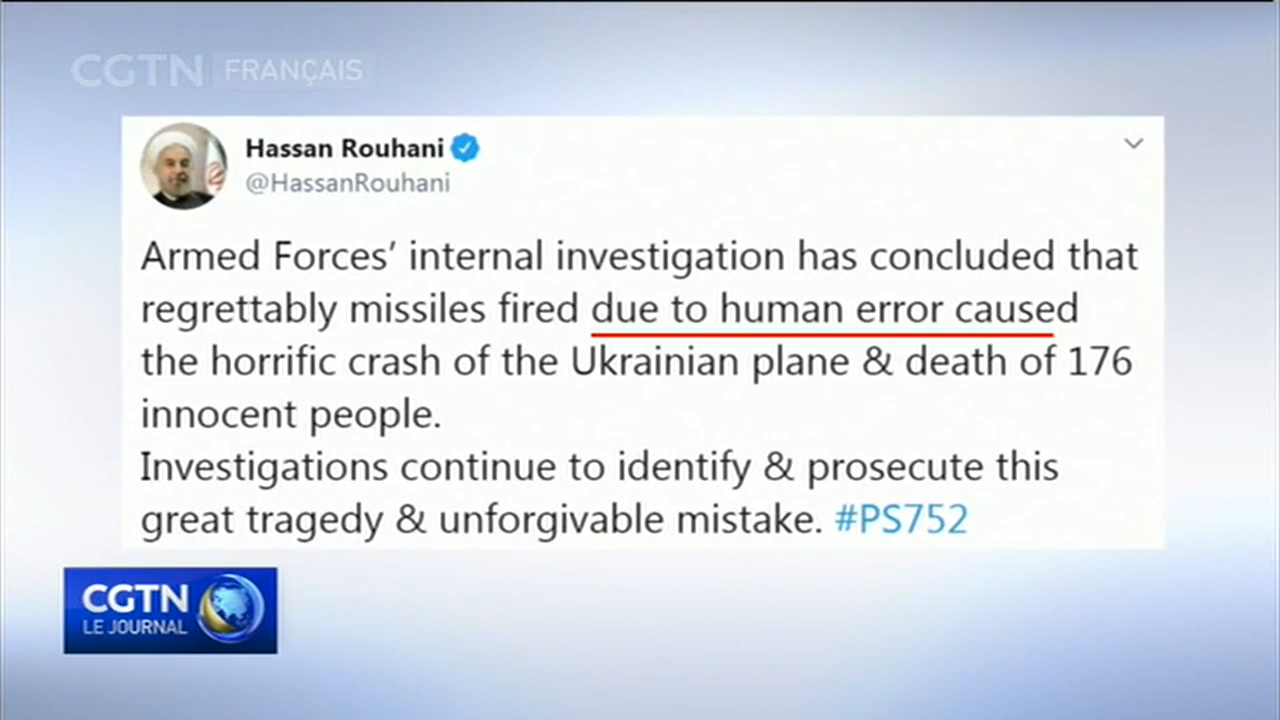 CGTN FRANÇAIS
Hassan Rouhani
@HassanRouhani
Armed Forces’ internal investigation has concluded that
regrettably missiles fired due to human error caused
the horrific crash of the Ukrainian plane & death of 176
innocent people.
Investigations continue to identify & prosecute this
great tragedy & unforgivable mistake. #PS752
CGTN
LE JOURNAL